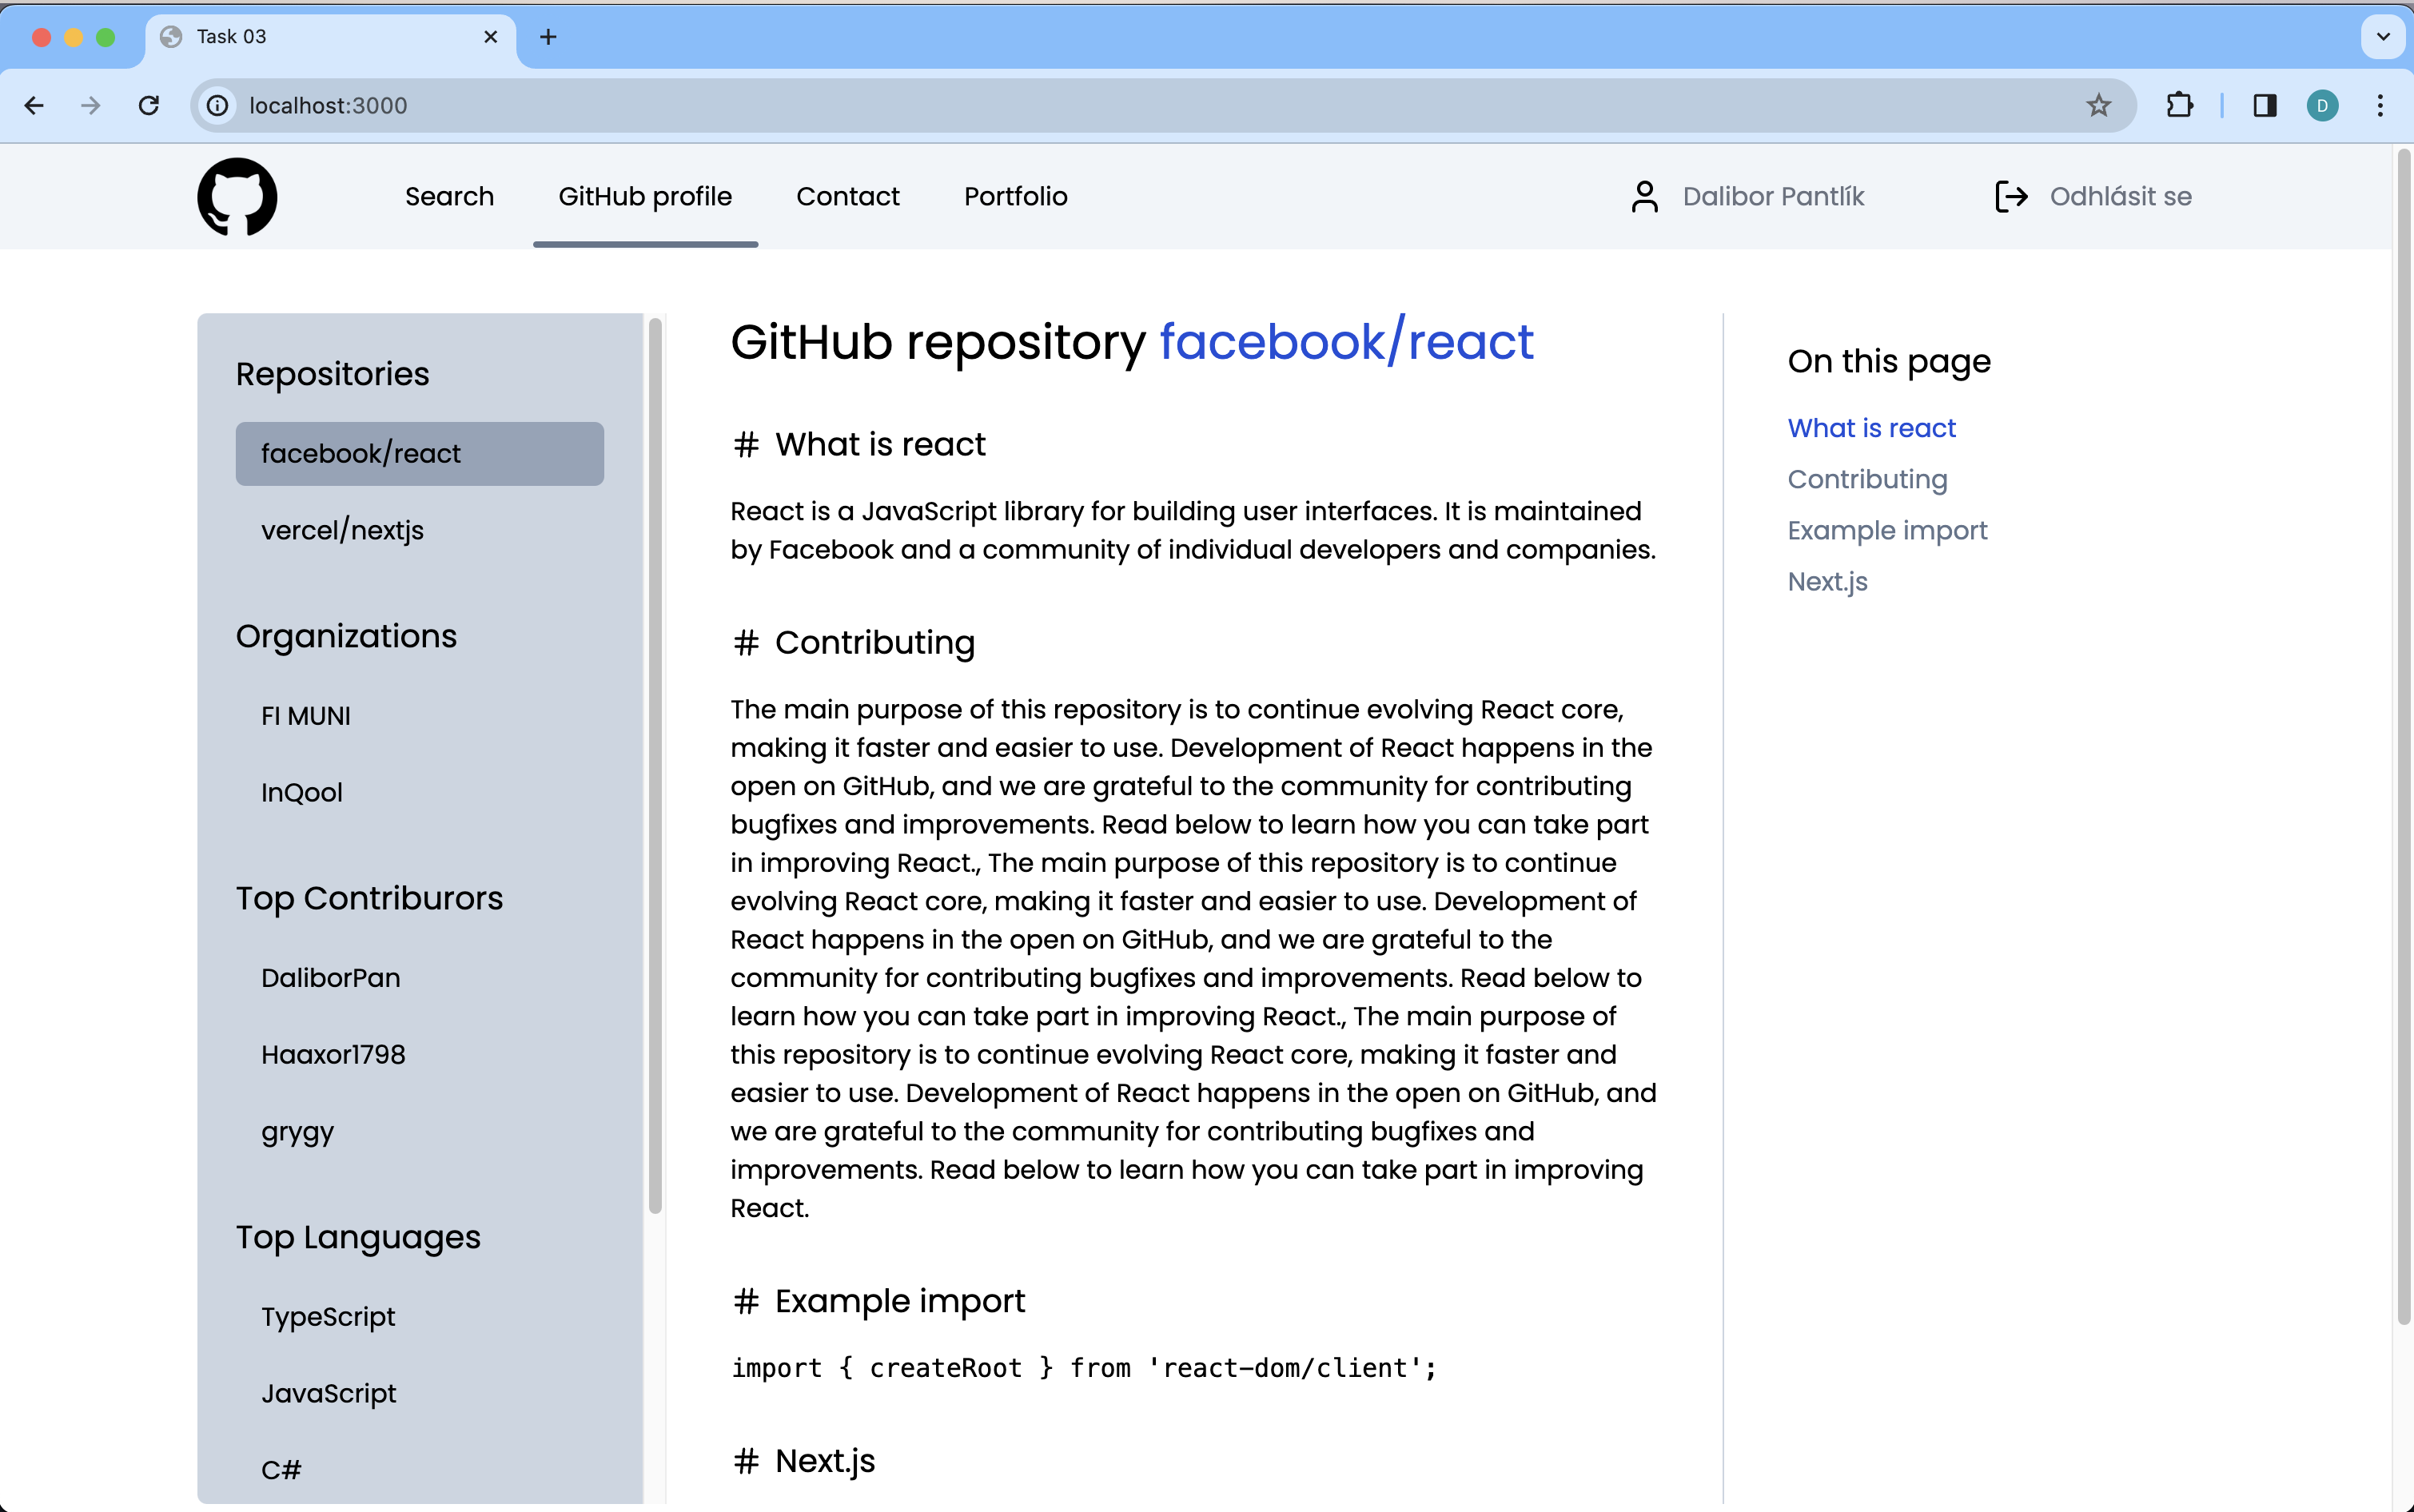 Task 03
localhost:3000
D
Search
GitHub profile
Contact
Portfolio
Dalibor Pantlík
Odhlásit se
Repositories
facebook/react
vercel/nextjs
Organizations
FI MUNI
InQool
Top Contriburors
DaliborPan
Haaxor1798
grygy
Top Languages
TypeScript
JavaScript
C#
GitHub repository facebook/react
# What is react
React is a JavaScript library for building user interfaces. It is maintained
by Facebook and a community of individual developers and companies.
# Contributing
The main purpose of this repository is to continue evolving React core,
making it faster and easier to use. Development of React happens in the
open on GitHub, and we are grateful to the community for contributing
bugfixes and improvements. Read below to learn how you can take part
in improving React., The main purpose of this repository is to continue
evolving React core, making it faster and easier to use. Development of
React happens in the open on GitHub, and we are grateful to the
community for contributing bugfixes and improvements. Read below to
learn how you can take part in improving React., The main purpose of
this repository is to continue evolving React core, making it faster and
easier to use. Development of React happens in the open on GitHub, and
we are grateful to the community for contributing bugfixes and
improvements. Read below to learn how you can take part in improving
React.
# Example import
import { createRoot } from 'react-dom/client';
# Next.js
On this page
What is react
Contributing
Example import
Next.js